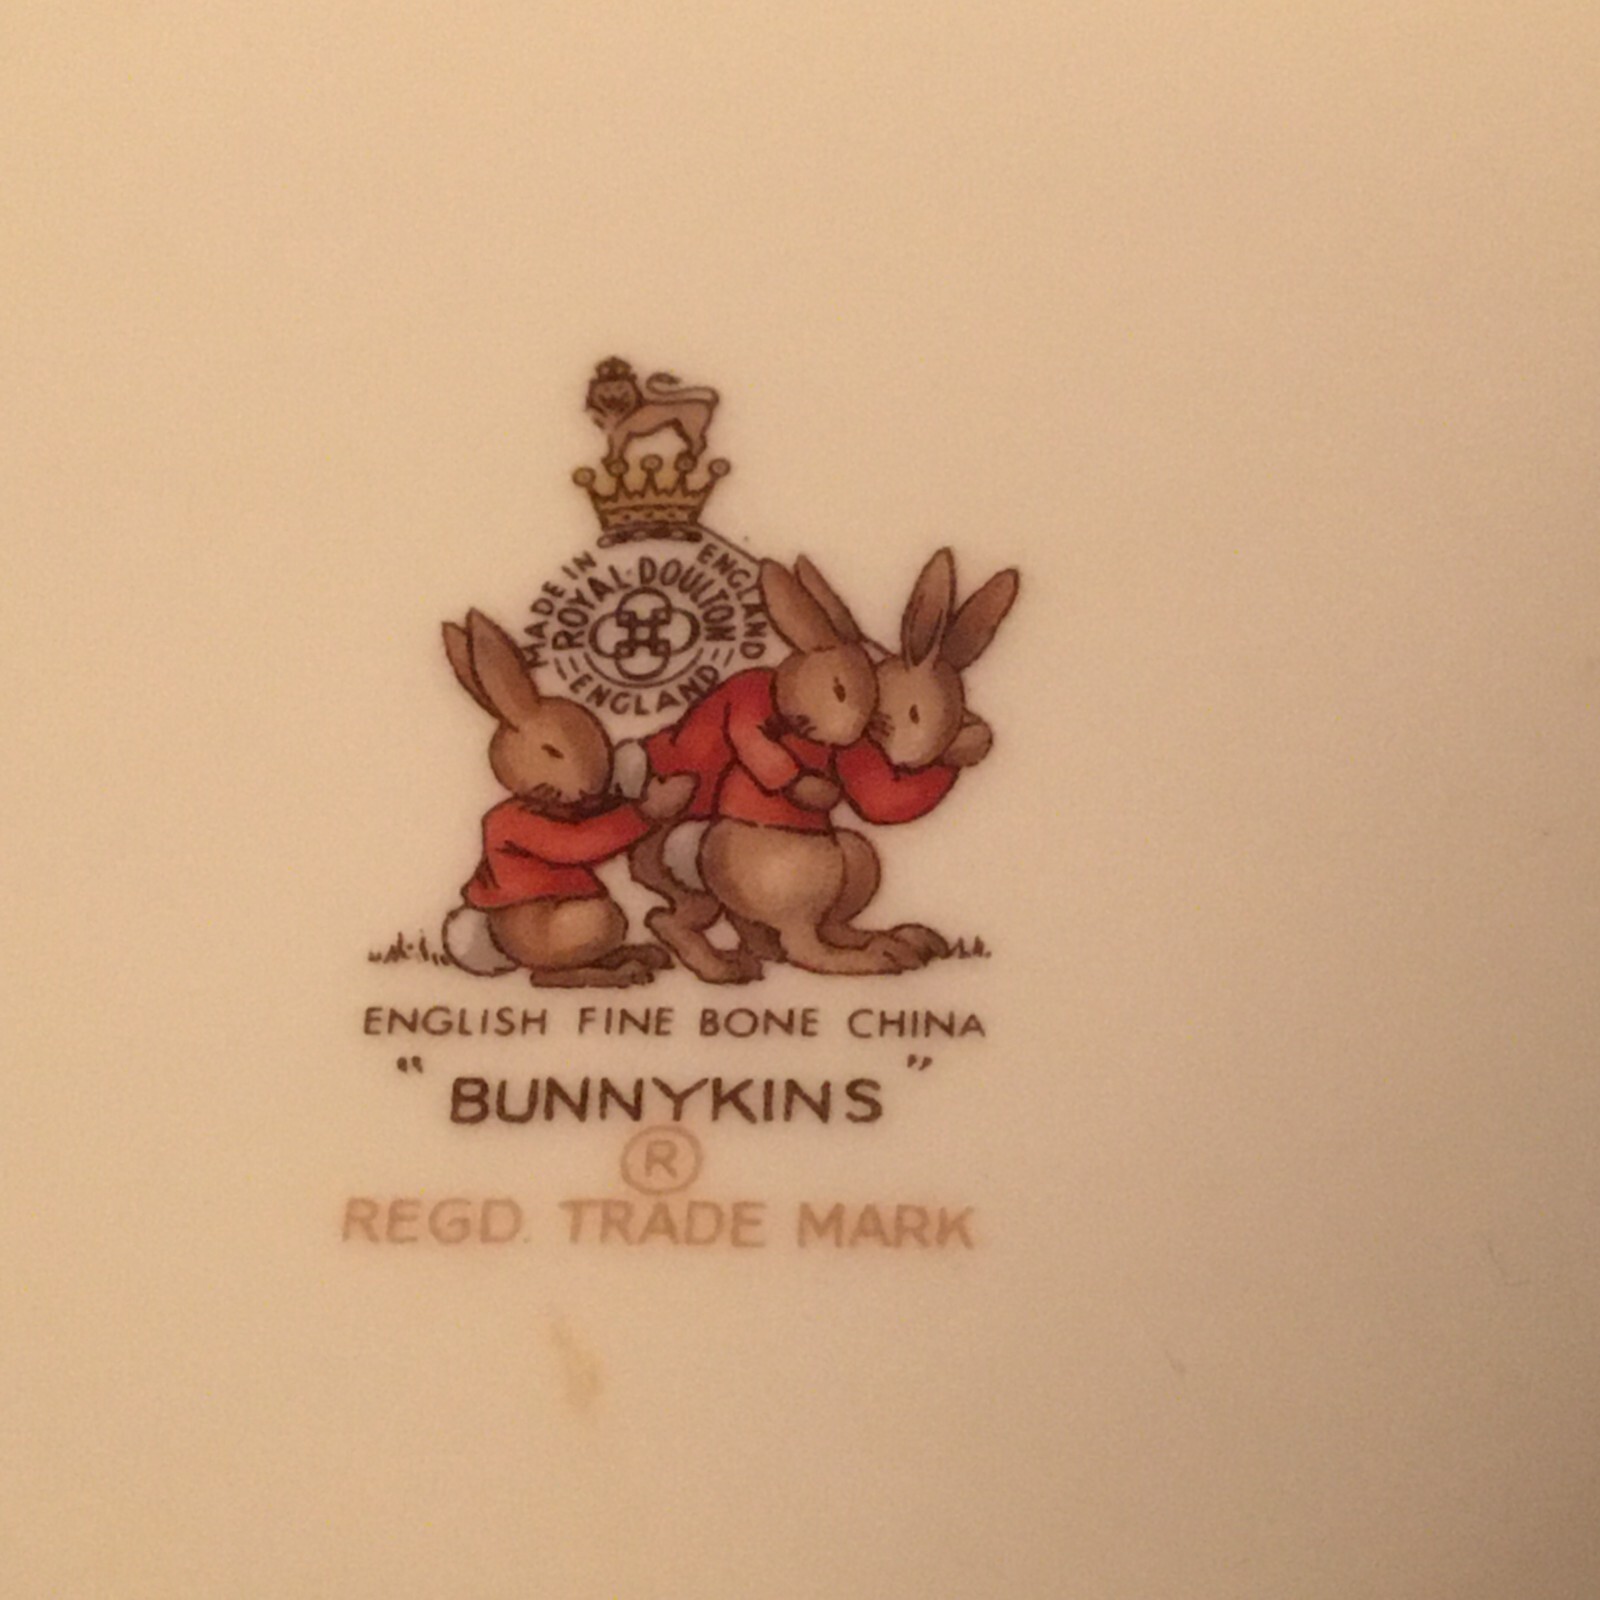 MADE IN ENGLAND
ROYAL·DOULTON
ENGLAND
ENGLISH FINE BONE CHINA
"BUNNYKINS"
®
REGD. TRADE MARK